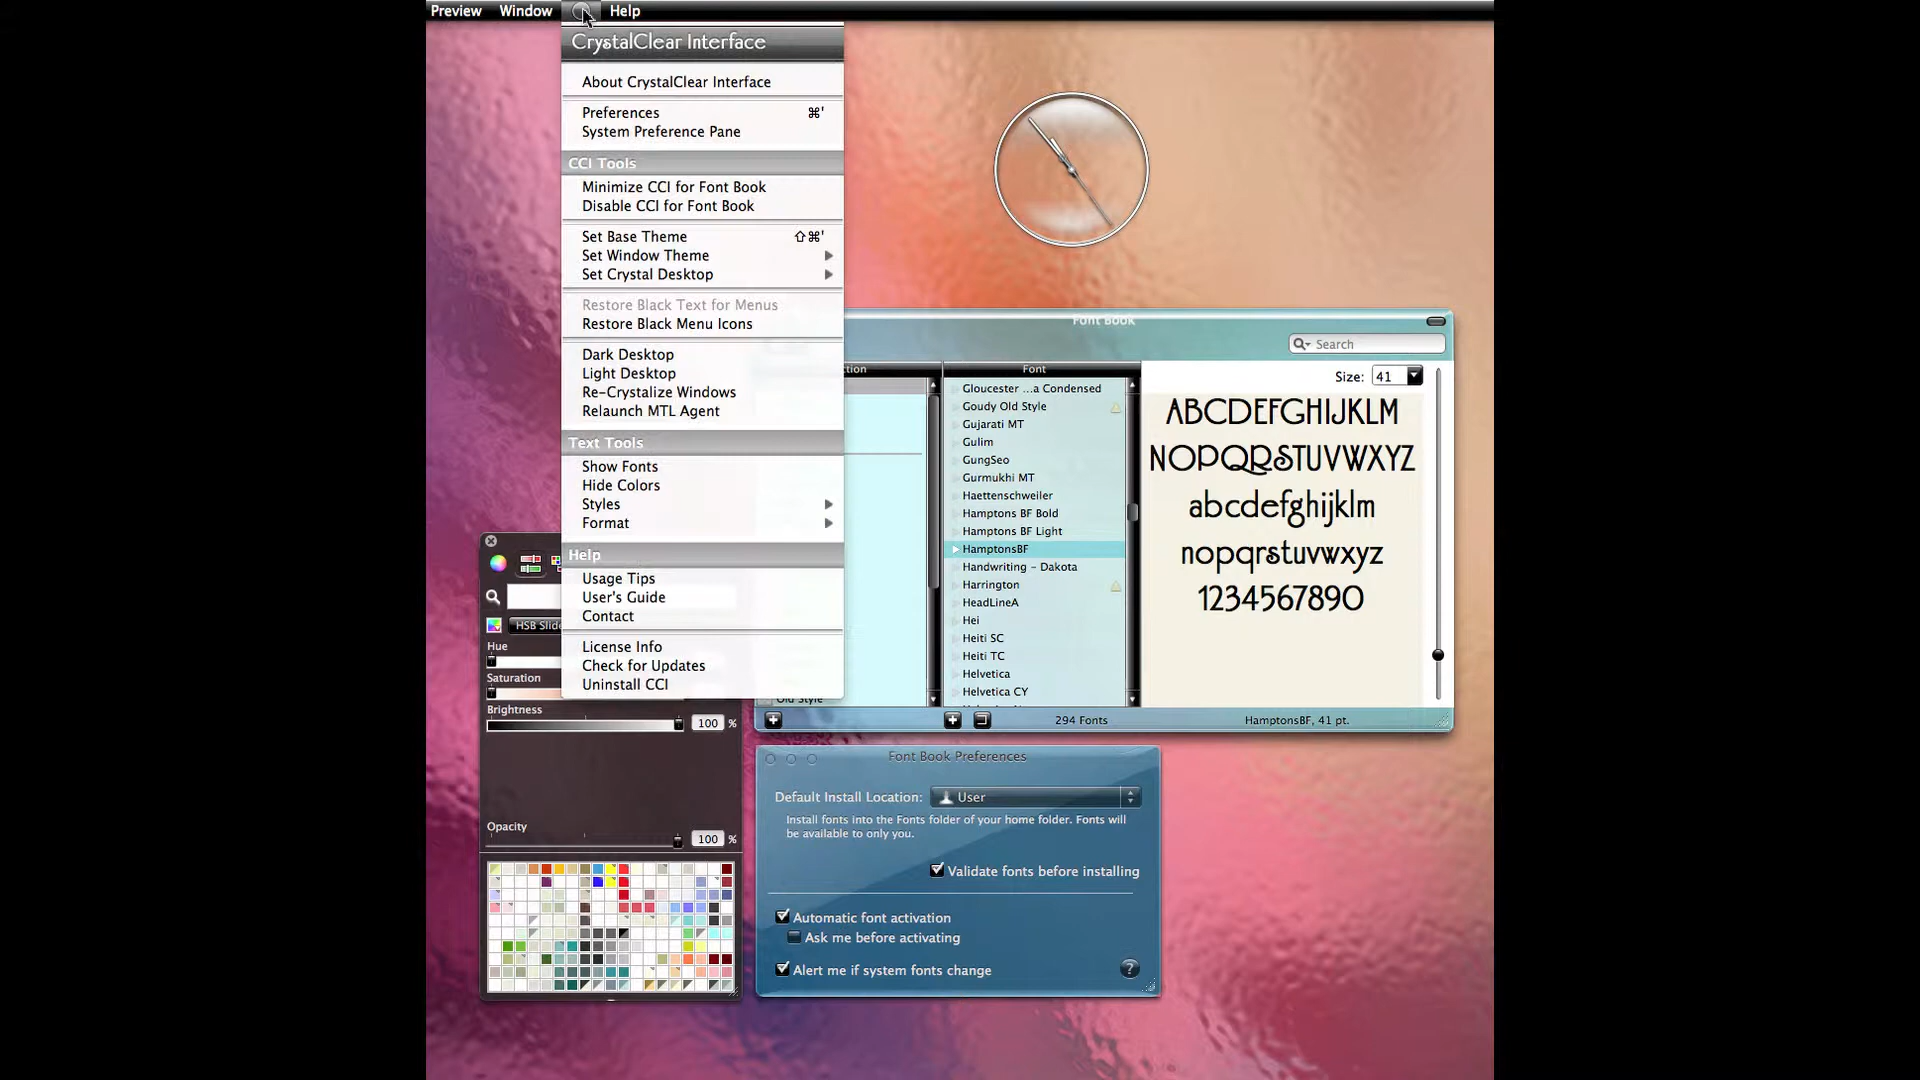 Preview Window Help
CrystalClear Interface
About CrystalClear Interface
Preferences ⌘'
System Preference Pane
CCI Tools
Minimize CCI for Font Book
Disable CCI for Font Book
Set Base Theme ⇧⌘'
Set Window Theme
Set Crystal Desktop
Restore Black Text for Menus
Restore Black Menu Icons
Dark Desktop
Light Desktop
Re-Crystalize Windows
Relaunch MTL Agent
Text Tools
Show Fonts
Hide Colors
Styles
Format
Help
Usage Tips
User's Guide
Contact
License Info
Check for Updates
Uninstall CCI
Font Book
Search
Font
Size: 41
Gloucester ...a Condensed
Goudy Old Style
Gujarati MT
Gulim
GungSeo
Gurmukhi MT
Haettenschweiler
Hamptons BF Bold
Hamptons BF Light
HamptonsBF
Handwriting - Dakota
Harrington
HeadLineA
Hei
Heiti SC
Heiti TC
Helvetica
Helvetica CY
ABCDEFGHIJKLM
NOPQRSTUVWXYZ
abcdefghijklm
nopqrstuvwxyz
1234567890
Old Style
294 Fonts
HamptonsBF, 41 pt.
Hue
Saturation
Brightness 100 %
Opacity 100 %
Font Book Preferences
Default Install Location: User
Install fonts into the Fonts folder of your home folder. Fonts will
be available to only you.
Validate fonts before installing
Automatic font activation
Ask me before activating
Alert me if system fonts change
?